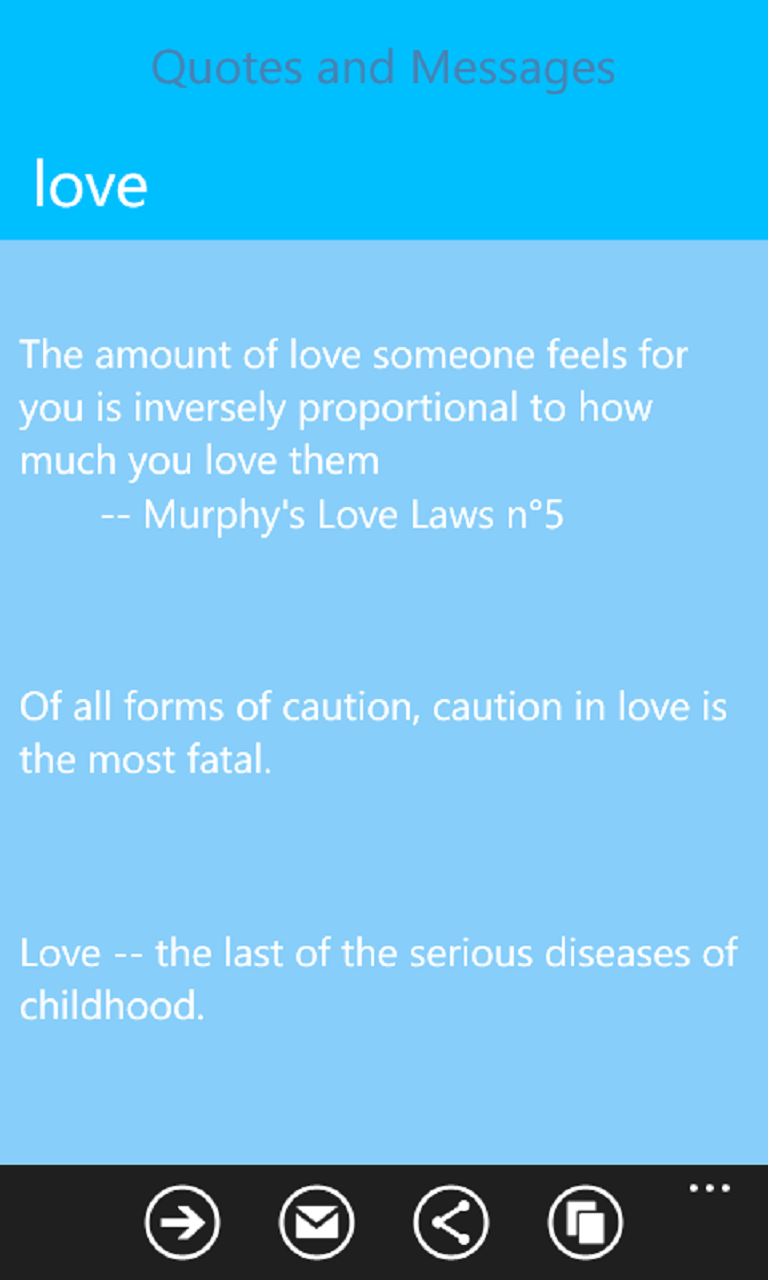 Quotes and Messages
love
The amount of love someone feels for
you is inversely proportional to how
much you love them
-- Murphy's Love Laws n°5
Of all forms of caution, caution in love is
the most fatal.
Love -- the last of the serious diseases of
childhood.